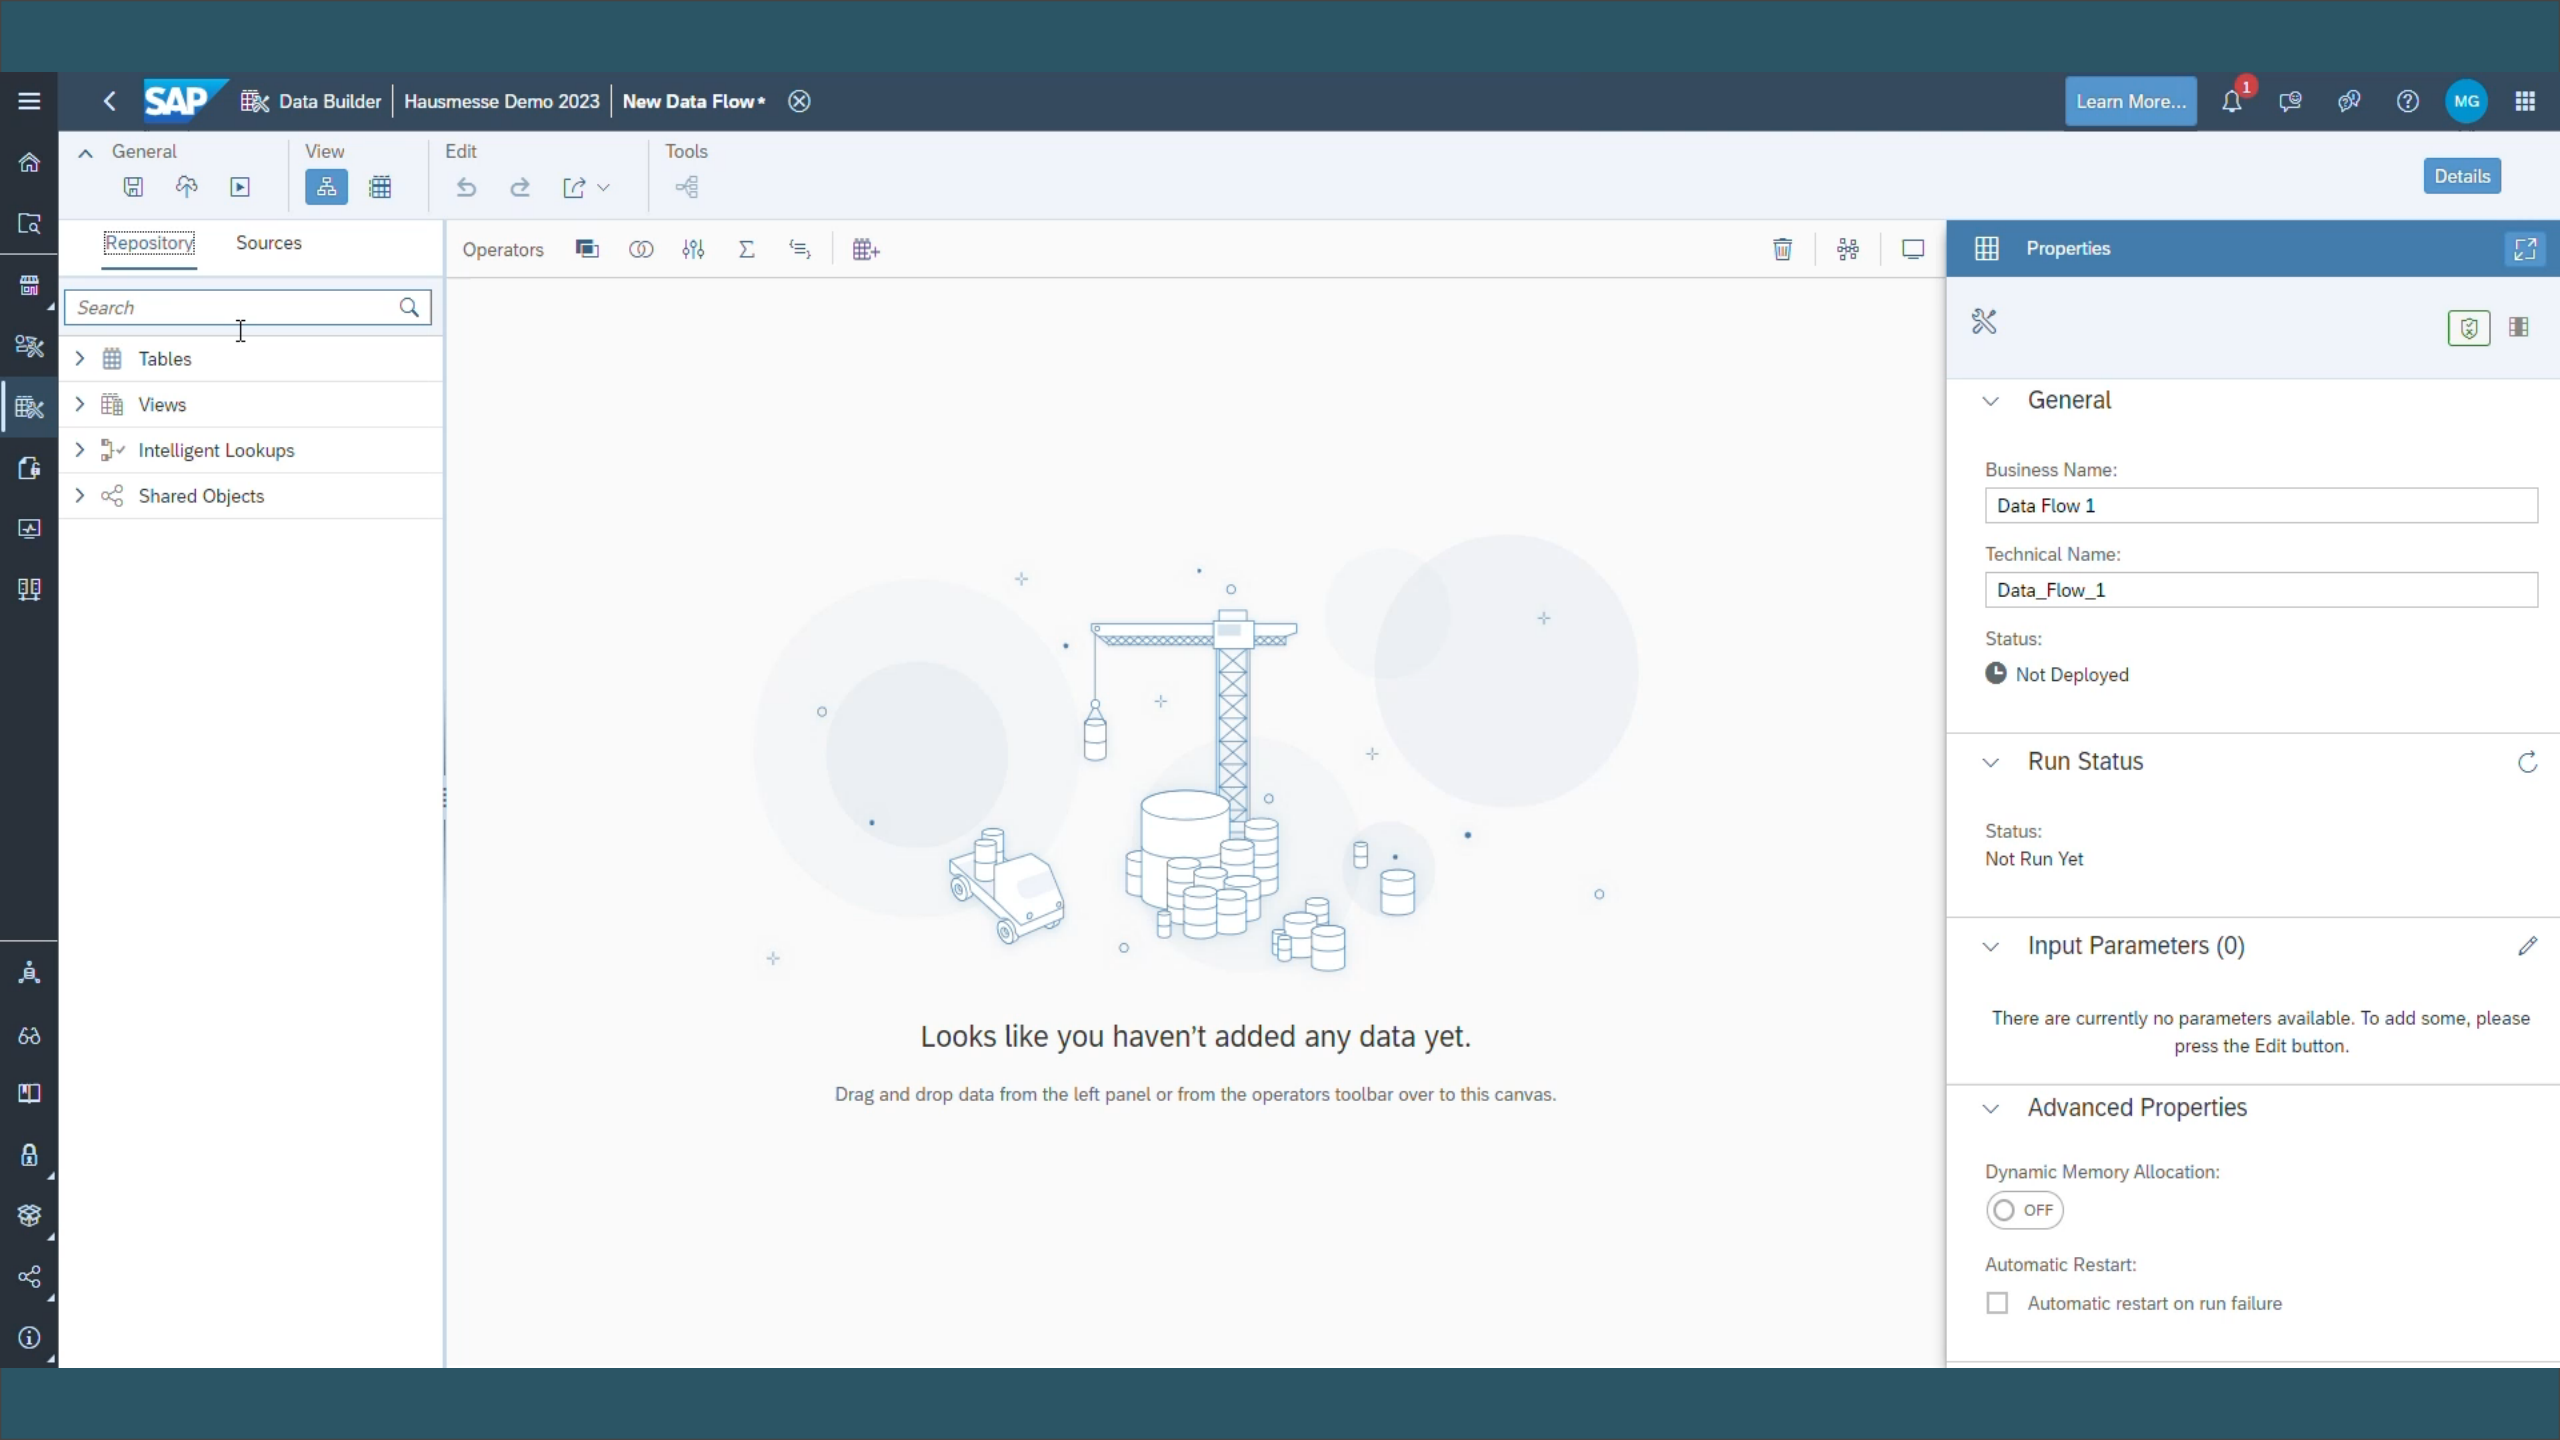 SAP Data Builder Hausmesse Demo 2023 New Data Flow* Learn More... 1 MG
General View Edit Tools
Details
Repository Sources
Operators
Properties
Search
Tables
Views
Intelligent Lookups
Shared Objects
Looks like you haven't added any data yet.
Drag and drop data from the left panel or from the operators toolbar over to this canvas.
General
Business Name:
Data Flow 1
Technical Name:
Data_Flow_1
Status:
Not Deployed
Run Status
Status:
Not Run Yet
Input Parameters (0)
There are currently no parameters available. To add some, please
press the Edit button.
Advanced Properties
Dynamic Memory Allocation:
OFF
Automatic Restart:
Automatic restart on run failure